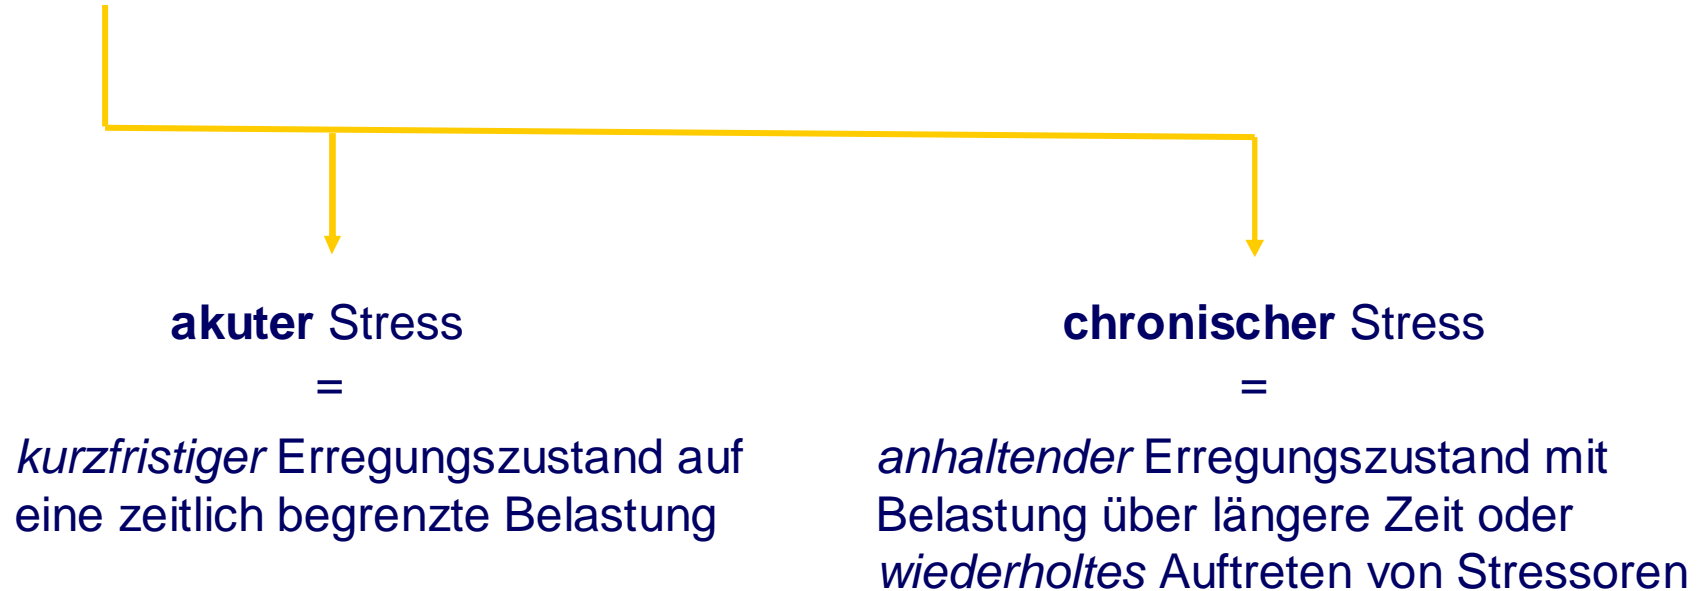 akuter Stress
=
kurzfristiger Erregungszustand auf
eine zeitlich begrenzte Belastung
chronischer Stress
=
anhaltender Erregungszustand mit
Belastung über längere Zeit oder
wiederholtes Auftreten von Stressoren